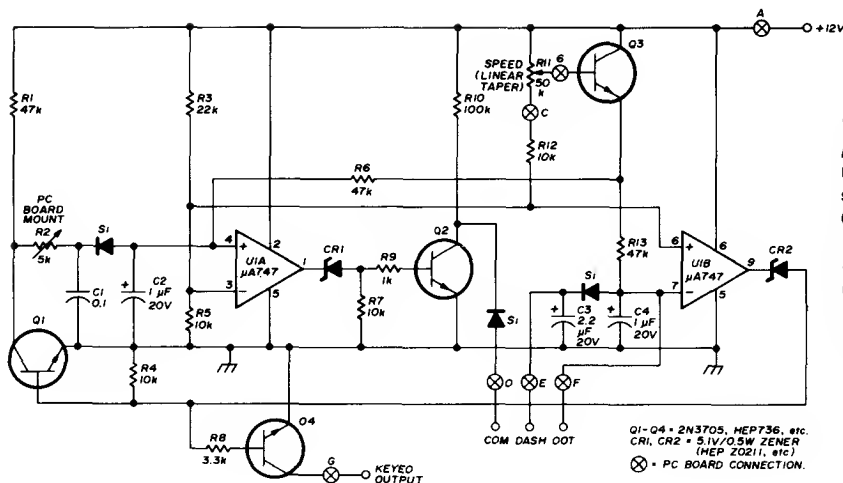 A
+12V
Q3
SPEED
(LINEAR
TAPER)
R11
50
k
6
R1
47k
R3
22k
R10
100k
C
R12
10k
R6
47k
PC
BOARD
MOUNT
R2
5k
Si
4
+
2
U1A
µA747
1
CR1
Q2
R13
47k
6
+
6
U1B
µA747
9
CR2
C1
0.1
+
C2
1 µF
20V
3
–
5
R9
1k
Si
7
–
5
R5
10k
R7
10k
Si
+
C3
2.2
µF
20V
+
C4
1 µF
20V
Q1
R4
10k
O
E
F
Q4
COM DASH DOT
R8
3.3k
G
KEYED
OUTPUT
Q1-Q4 = 2N3705, HEP736, etc.
CR1, CR2 = 5.1V/0.5W ZENER
(HEP Z0211, etc)
= PC BOARD CONNECTION.